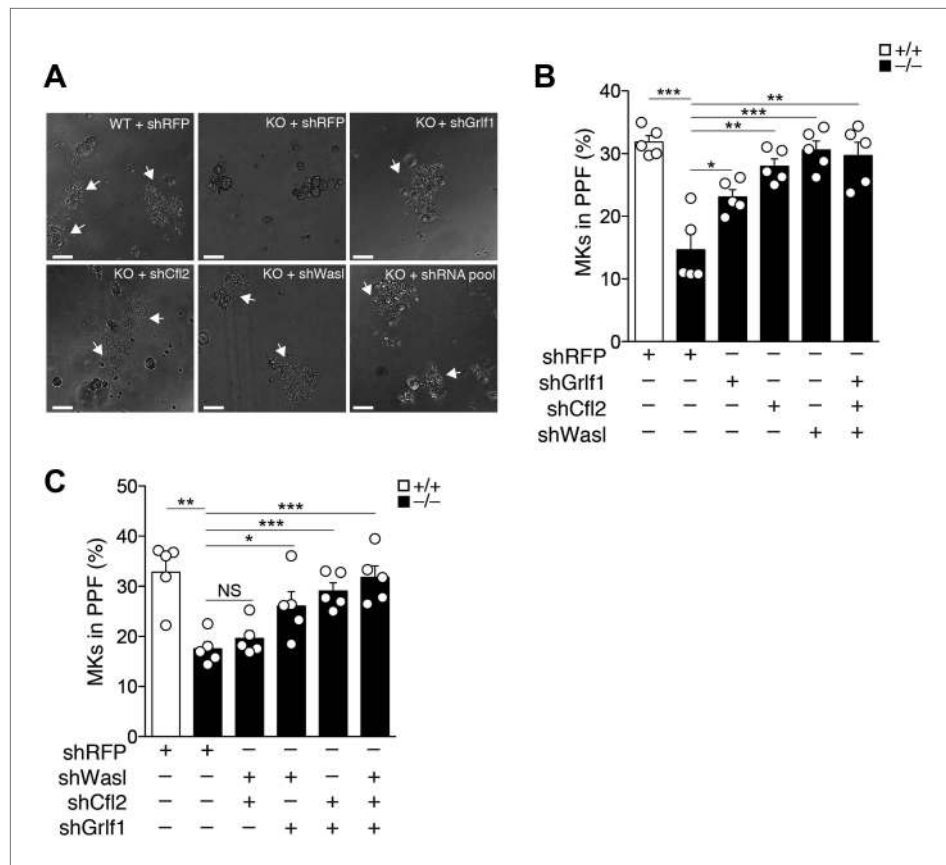 A
WT + shRFP
KO + shRFP
KO + shGrlf1
KO + shCfl2
KO + shWasl
KO + shRNA pool
B
+/+
−/−
MKs in PPF (%)
40
30
20
10
0
***
**
***
**
*
shRFP + + − − − −
shGrlf1 − − + − − +
shCfl2 − − − + − +
shWasl − − − − + +
C
+/+
−/−
MKs in PPF (%)
50
40
30
20
10
0
**
***
***
*
NS
shRFP + + − − − −
shWasl − − + + − +
shCfl2 − − + − + +
shGrlf1 − − − + + +